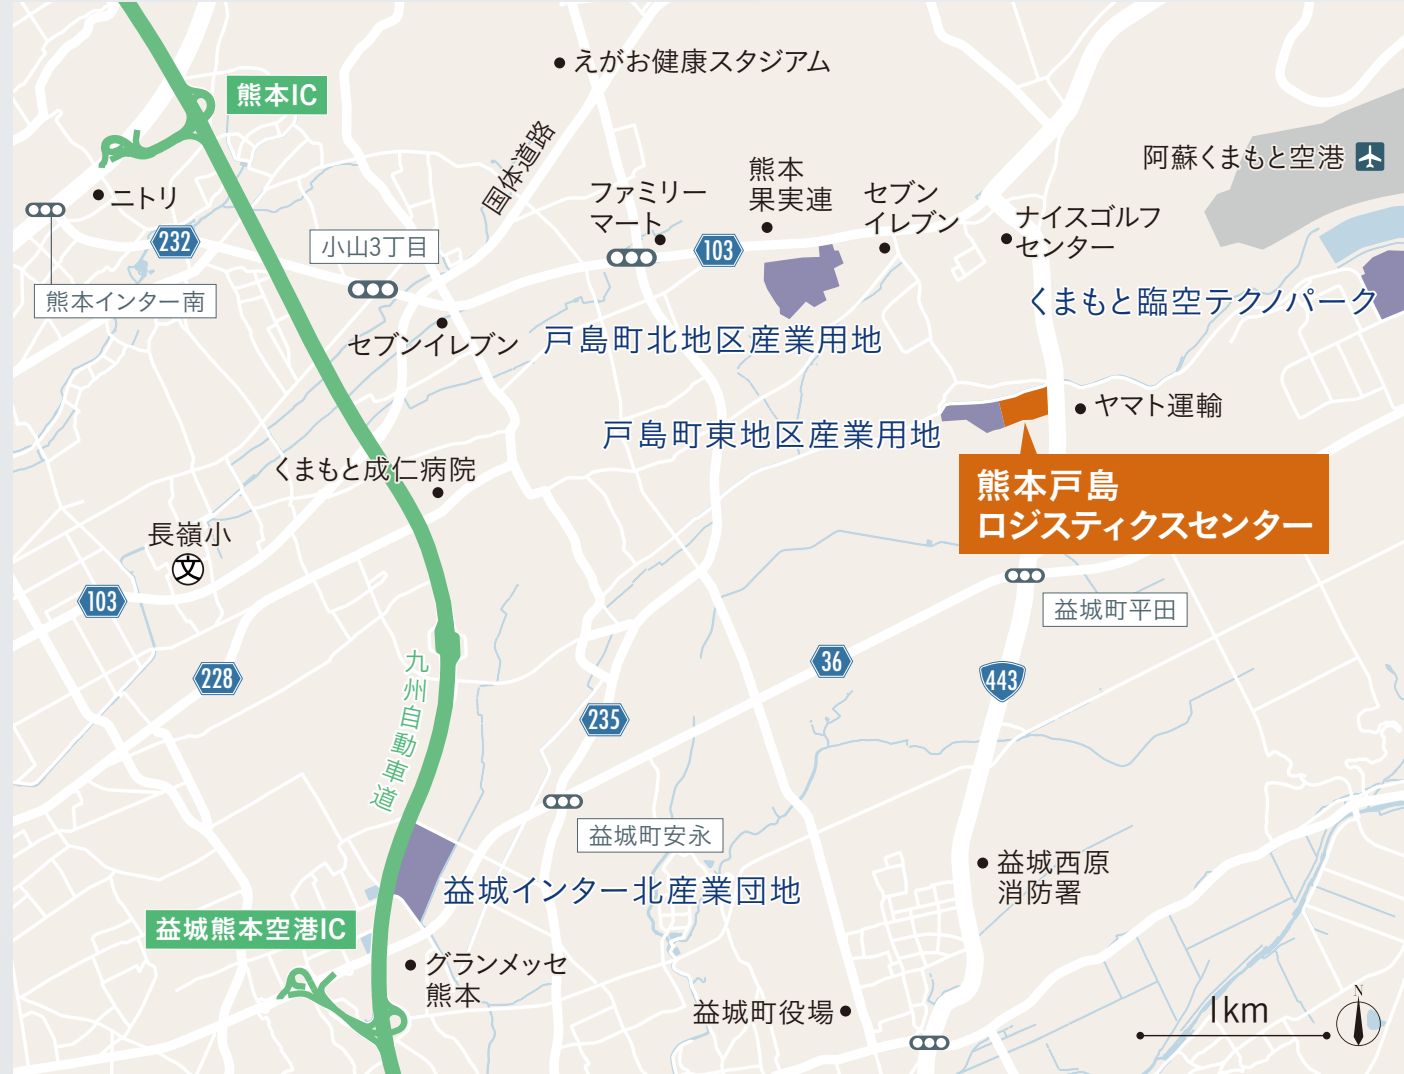 えがお健康スタジアム
熊本IC
国体道路
阿蘇くまもと空港
ニトリ
ファミリー
マート
熊本
果実連
セブン
イレブン
ナイスゴルフ
センター
232
小山3丁目
103
熊本インター南
くまもと臨空テクノパーク
セブンイレブン
戸島町北地区産業用地
ヤマト運輸
戸島町東地区産業用地
くまもと成仁病院
熊本戸島
ロジスティクスセンター
長嶺小
文
103
益城町平田
228
九州自動車道
36
443
235
益城町安永
益城西原
消防署
益城インター北産業団地
益城熊本空港IC
グランメッセ
熊本
益城町役場
1km
N